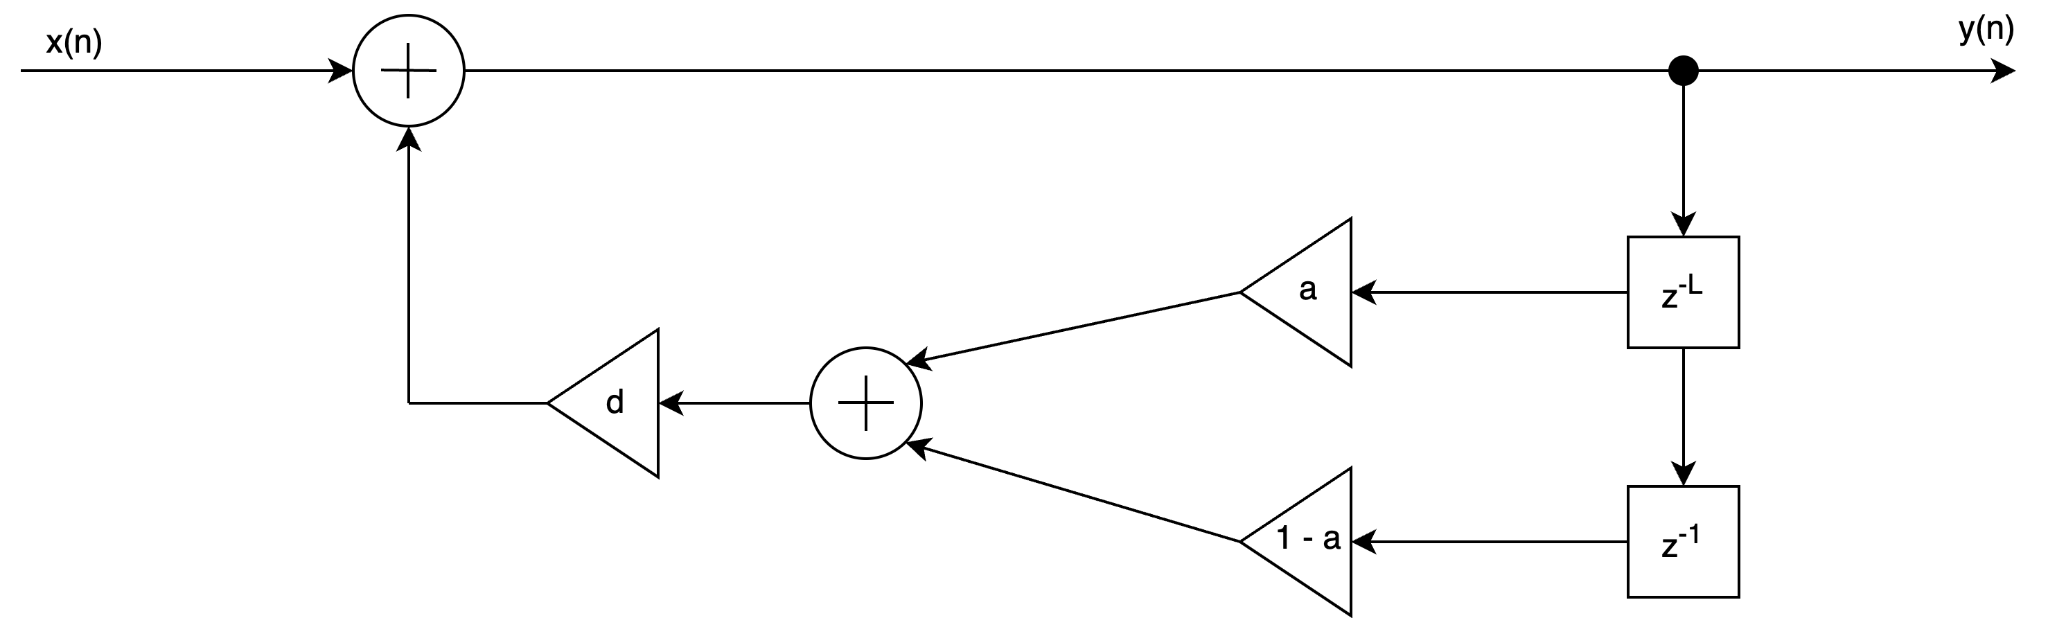 x(n)
y(n)
a
z⁻ᴸ
d
1 - a
z⁻¹